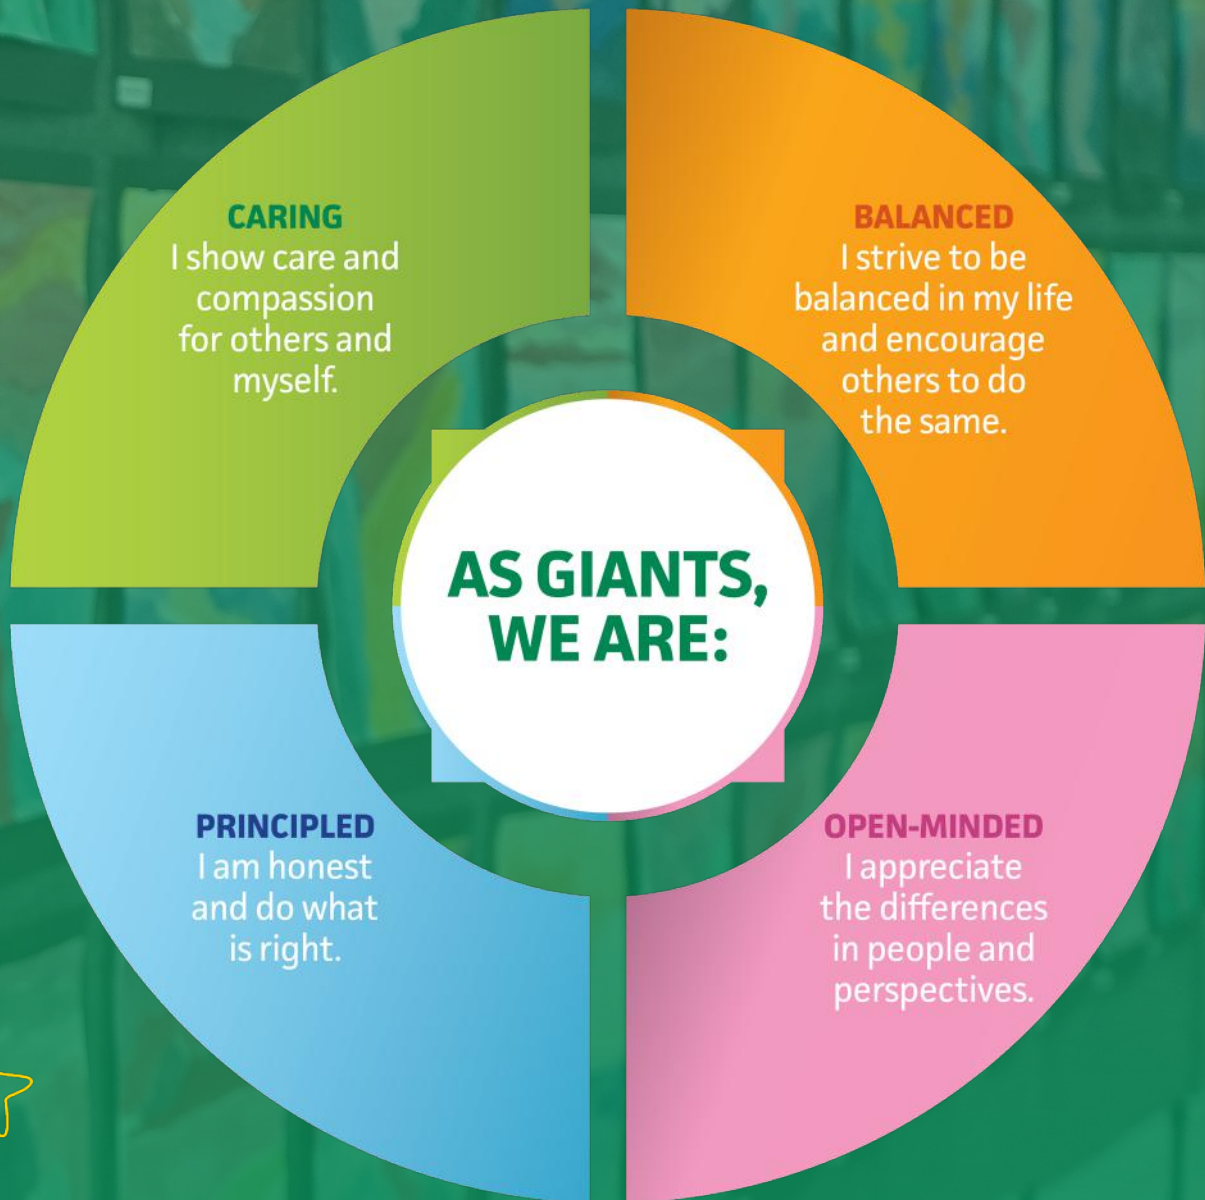 CARING
I show care and
compassion
for others and
myself.
BALANCED
I strive to be
balanced in my life
and encourage
others to do
the same.
AS GIANTS,
WE ARE:
PRINCIPLED
I am honest
and do what
is right.
OPEN-MINDED
I appreciate
the differences
in people and
perspectives.